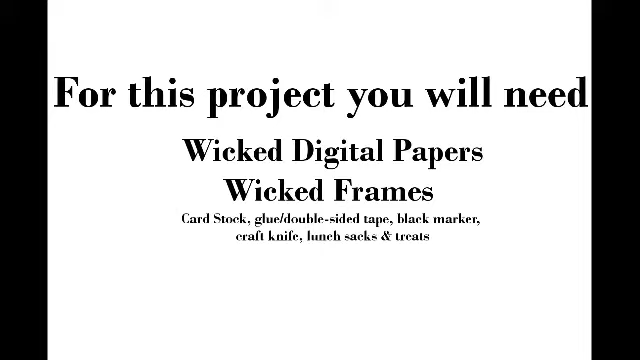 For this project you will need
Wicked Digital Papers
Wicked Frames
Card Stock, glue/double-sided tape, black marker,
craft knife, lunch sacks & treats